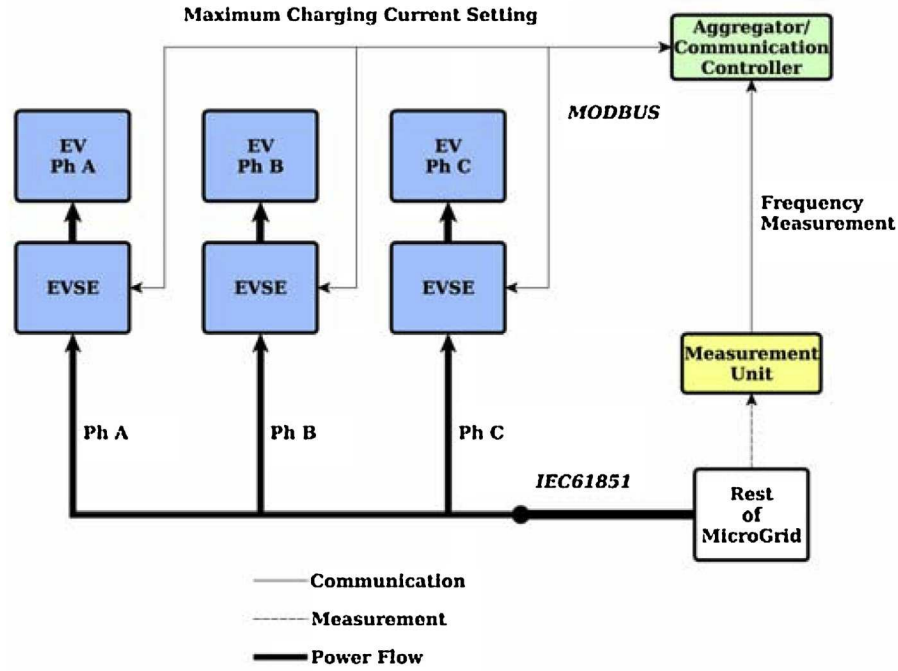 Maximum Charging Current Setting
Aggregator/
Communication
Controller
MODBUS
EV
Ph A
EV
Ph B
EV
Ph C
Frequency
Measurement
EVSE
EVSE
EVSE
Measurement
Unit
Ph A
Ph B
Ph C
IEC61851
Rest
of
MicroGrid
Communication
Measurement
Power Flow